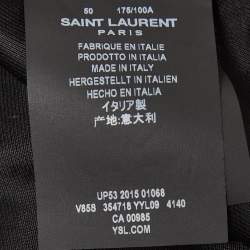 50 175/100A
SAINT LAURENT
PARIS
FABRIQUE EN ITALIE
PRODOTTO IN ITALIA
MADE IN ITALY
HERGESTELLT IN ITALIEN
HECHO EN ITALIA
イタリア製
产地:意大利
UP53 2015 01068
V85S 354718 YYL09 4140
CA 00985
YSL.COM